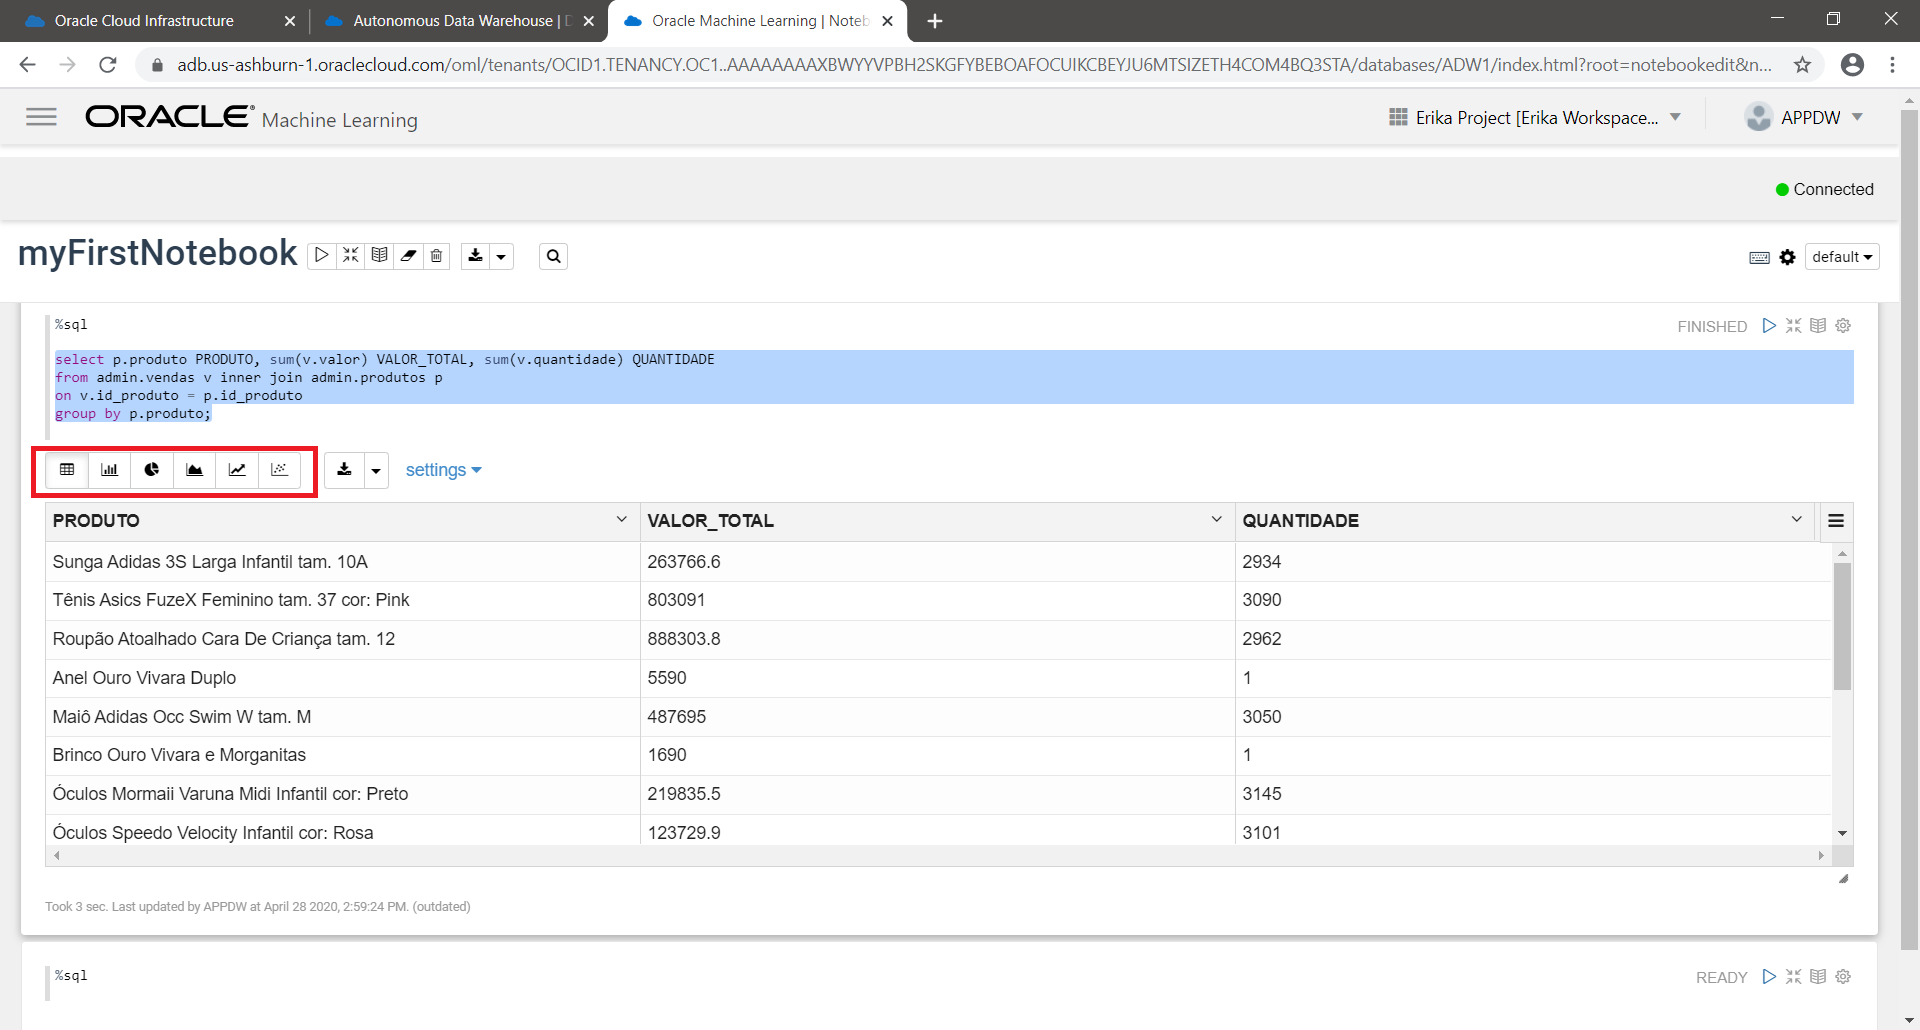 Oracle Cloud Infrastructure
Autonomous Data Warehouse | D
Oracle Machine Learning | Noteb
adb.us-ashburn-1.oraclecloud.com/oml/tenants/OCID1.TENANCY.OC1..AAAAAAAAXBWYYVPBH2SKGFYBEBOAFOCUIKCBEYJU6MTSIZETH4COM4BQ3STA/databases/ADW1/index.html?root=notebookedit&n...
ORACLE® Machine Learning
Erika Project [Erika Workspace...
APPDW
Connected
myFirstNotebook
default
%sql
FINISHED
select p.produto PRODUTO, sum(v.valor) VALOR_TOTAL, sum(v.quantidade) QUANTIDADE
from admin.vendas v inner join admin.produtos p
on v.id_produto = p.id_produto
group by p.produto;
settings
PRODUTO VALOR_TOTAL QUANTIDADE
Sunga Adidas 3S Larga Infantil tam. 10A 263766.6 2934
Tênis Asics FuzeX Feminino tam. 37 cor: Pink 803091 3090
Roupão Atoalhado Cara De Criança tam. 12 888303.8 2962
Anel Ouro Vivara Duplo 5590 1
Maiô Adidas Occ Swim W tam. M 487695 3050
Brinco Ouro Vivara e Morganitas 1690 1
Óculos Mormaii Varuna Midi Infantil cor: Preto 219835.5 3145
Óculos Speedo Velocity Infantil cor: Rosa 123729.9 3101
Took 3 sec. Last updated by APPDW at April 28 2020, 2:59:24 PM. (outdated)
%sql
READY